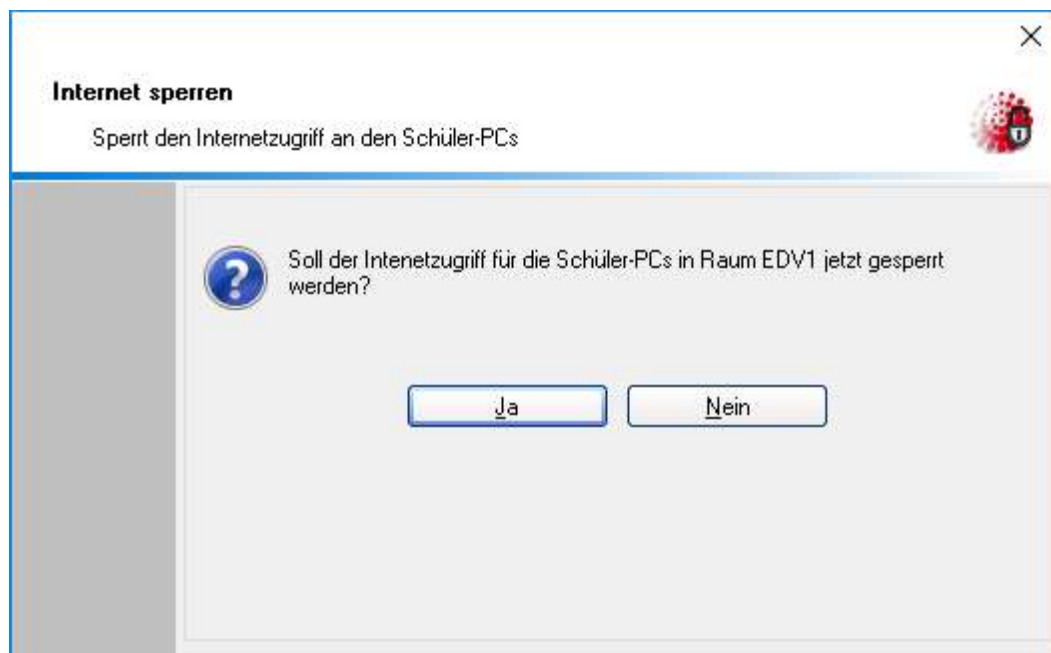 Internet sperren
Sperrt den Internetzugriff an den Schüler-PCs
Soll der Intenetzugriff für die Schüler-PCs in Raum EDV1 jetzt gesperrt
werden?
Ja
Nein